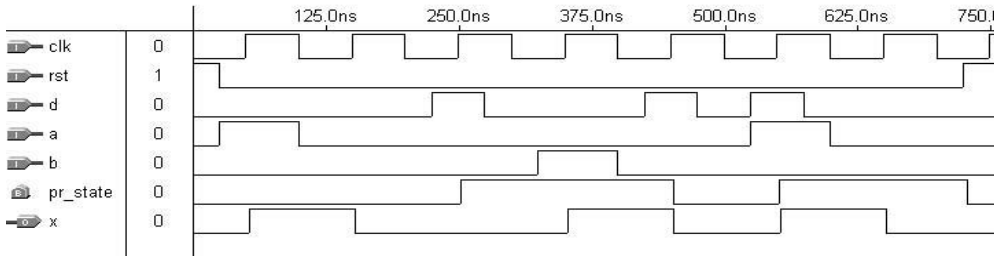 125.0ns 250.0ns 375.0ns 500.0ns 625.0ns 750.
clk 0
rst 1
d 0
a 0
b 0
pr_state 0
x 0